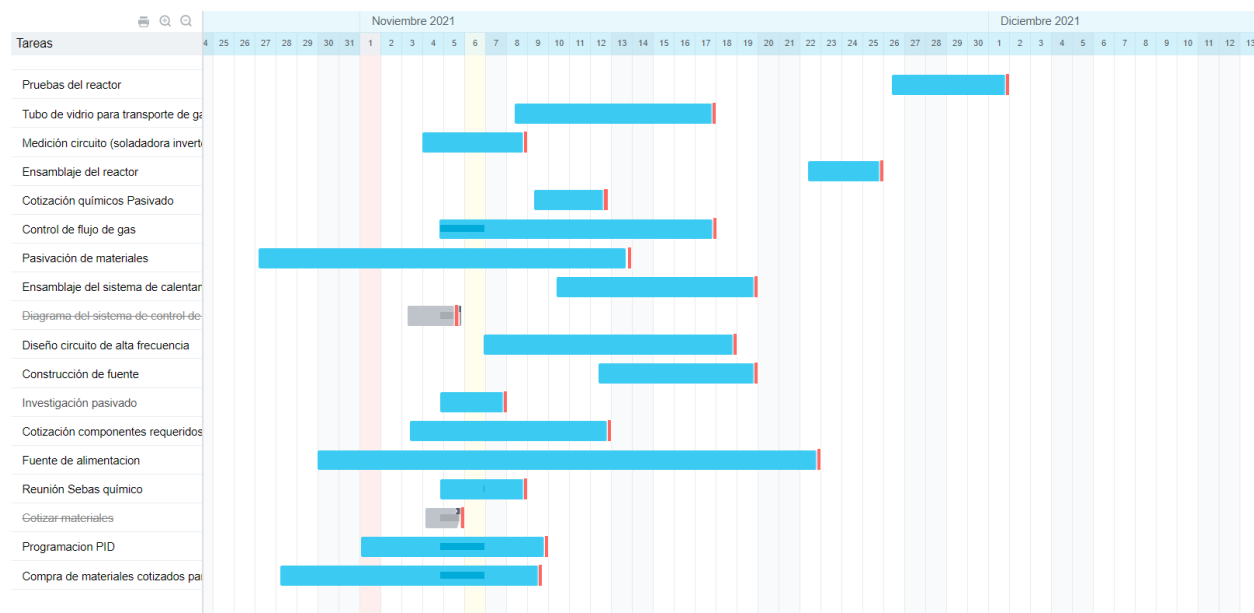 Noviembre 2021 Diciembre 2021
Tareas 4 25 26 27 28 29 30 31 1 2 3 4 5 6 7 8 9 10 11 12 13 14 15 16 17 18 19 20 21 22 23 24 25 26 27 28 29 30 1 2 3 4 5 6 7 8 9 10 11 12 13
Pruebas del reactor
Tubo de vidrio para transporte de ga
Medición circuito (soladadora inverte
Ensamblaje del reactor
Cotización químicos Pasivado
Control de flujo de gas
Pasivación de materiales
Ensamblaje del sistema de calentar
Diagrama del sistema de control de
Diseño circuito de alta frecuencia
Construcción de fuente
Investigación pasivado
Cotización componentes requeridos
Fuente de alimentacion
Reunión Sebas químico
Cotizar materiales
Programacion PID
Compra de materiales cotizados pa